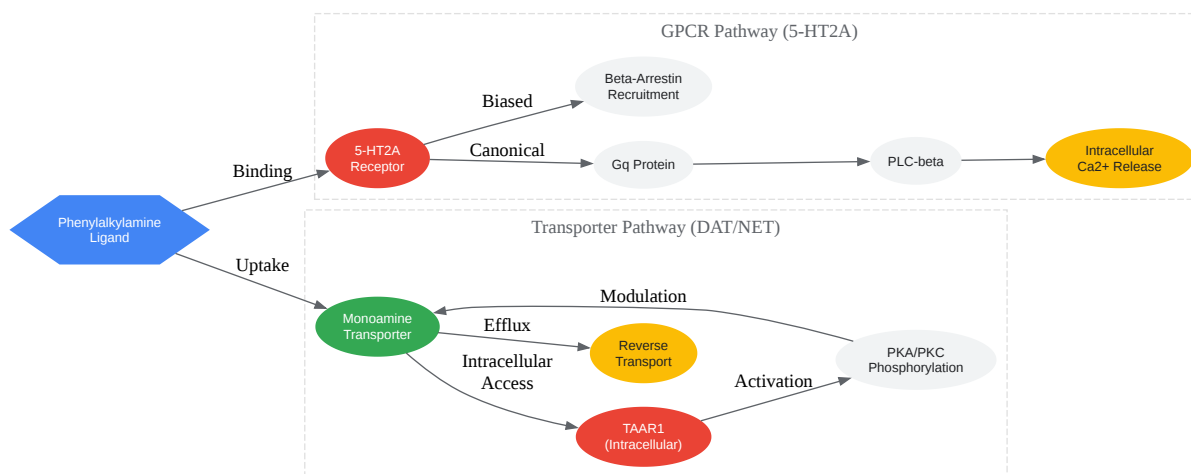 GPCR Pathway (5-HT2A)
Beta-Arrestin
Recruitment
Biased
5-HT2A
Receptor
Canonical
Gq Protein
PLC-beta
Intracellular
Ca2+ Release
Binding
Phenylalkylamine
Ligand
Uptake
Transporter Pathway (DAT/NET)
Modulation
Monoamine
Transporter
Efflux
Reverse
Transport
PKA/PKC
Phosphorylation
Intracellular
Access
Activation
TAAR1
(Intracellular)